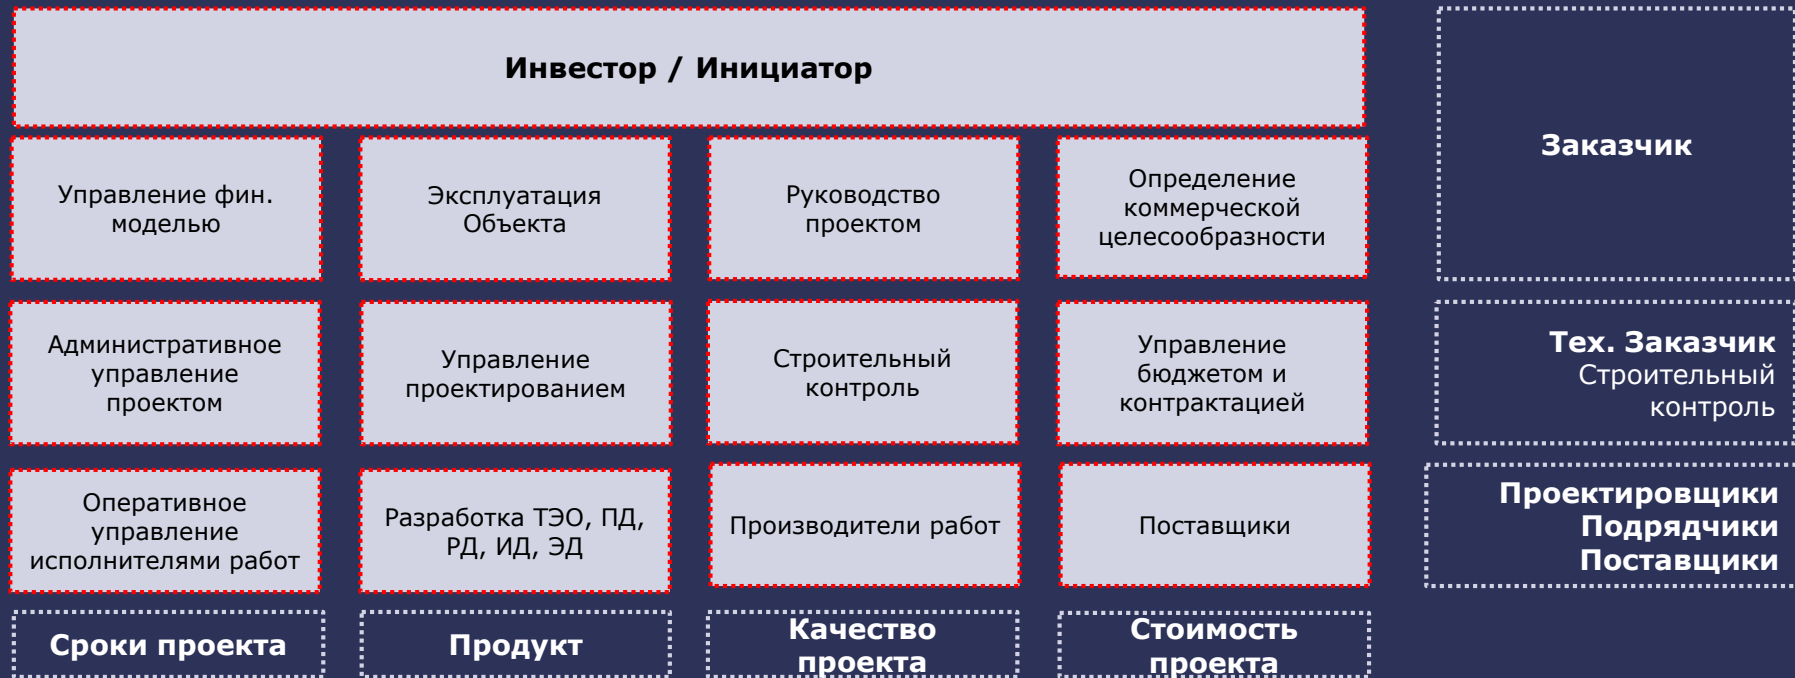 Инвестор / Инициатор
Заказчик
Управление фин.
моделью
Эксплуатация
Объекта
Руководство
проектом
Определение
коммерческой
целесообразности
Административное
управление
проектом
Управление
проектированием
Строительный
контроль
Управление
бюджетом и
контрактацией
Тех. Заказчик
Строительный
контроль
Оперативное
управление
исполнителями работ
Разработка ТЭО, ПД,
РД, ИД, ЭД
Производители работ
Поставщики
Проектировщики
Подрядчики
Поставщики
Сроки проекта
Продукт
Качество
проекта
Стоимость
проекта